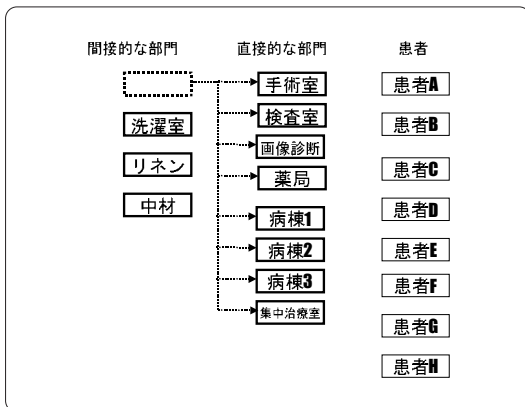 間接的な部門
直接的な部門
患者
洗濯室
リネン
中材
手術室
検査室
画像診断
薬局
病棟1
病棟2
病棟3
集中治療室
患者A
患者B
患者C
患者D
患者E
患者F
患者G
患者H